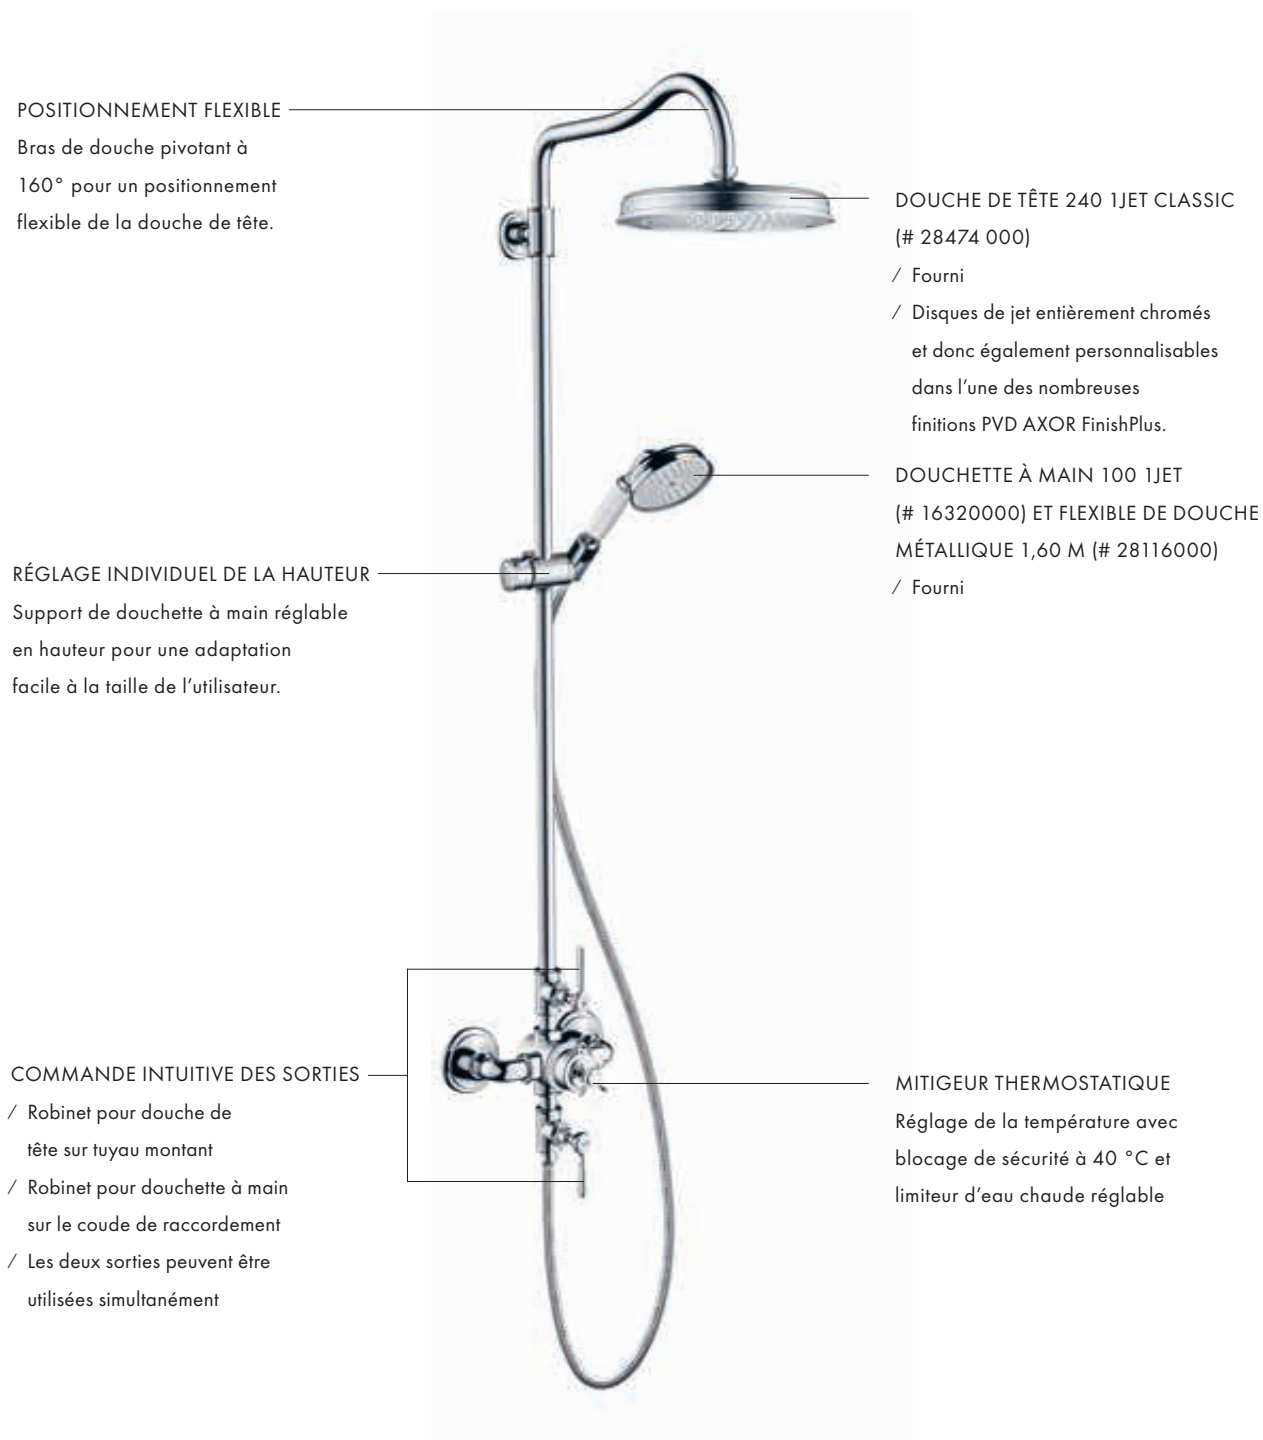 POSITIONNEMENT FLEXIBLE
Bras de douche pivotant à
160° pour un positionnement
flexible de la douche de tête.
DOUCHE DE TÊTE 240 1JET CLASSIC
(# 28474 000)
/ Fourni
/ Disques de jet entièrement chromés
et donc également personnalisables
dans l’une des nombreuses
finitions PVD AXOR FinishPlus.
DOUCHETTE À MAIN 100 1JET
(# 16320000) ET FLEXIBLE DE DOUCHE
MÉTALLIQUE 1,60 M (# 28116000)
/ Fourni
RÉGLAGE INDIVIDUEL DE LA HAUTEUR
Support de douchette à main réglable
en hauteur pour une adaptation
facile à la taille de l’utilisateur.
COMMANDE INTUITIVE DES SORTIES
/ Robinet pour douche de
tête sur tuyau montant
/ Robinet pour douchette à main
sur le coude de raccordement
/ Les deux sorties peuvent être
utilisées simultanément
MITIGEUR THERMOSTATIQUE
Réglage de la température avec
blocage de sécurité à 40 °C et
limiteur d’eau chaude réglable